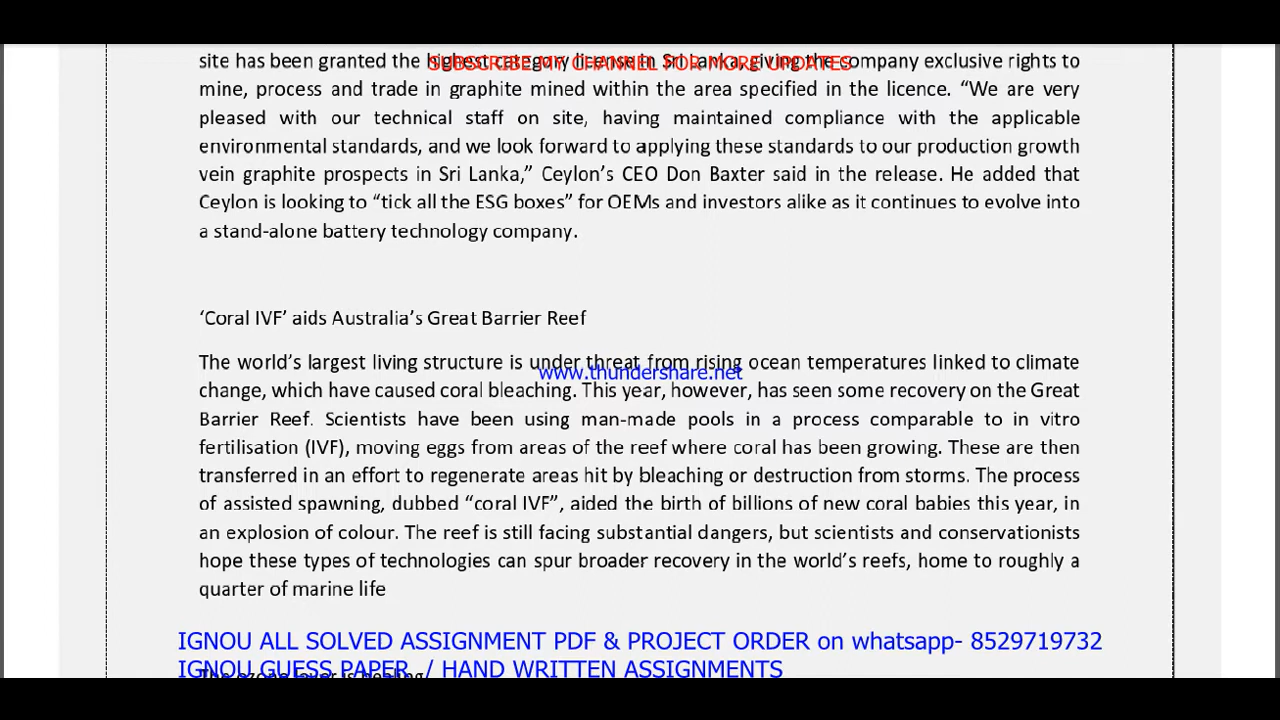 site has been granted the highest category license in Sri Lanka, giving the company exclusive rights to
SUBSCRIBE MY CHANNEL FOR MORE UPDATES
mine, process and trade in graphite mined within the area specified in the licence. “We are very
pleased with our technical staff on site, having maintained compliance with the applicable
environmental standards, and we look forward to applying these standards to our production growth
vein graphite prospects in Sri Lanka,” Ceylon’s CEO Don Baxter said in the release. He added that
Ceylon is looking to “tick all the ESG boxes” for OEMs and investors alike as it continues to evolve into
a stand-alone battery technology company.
‘Coral IVF’ aids Australia’s Great Barrier Reef
The world’s largest living structure is under threat from rising ocean temperatures linked to climate
www.thundershare.net
change, which have caused coral bleaching. This year, however, has seen some recovery on the Great
Barrier Reef. Scientists have been using man-made pools in a process comparable to in vitro
fertilisation (IVF), moving eggs from areas of the reef where coral has been growing. These are then
transferred in an effort to regenerate areas hit by bleaching or destruction from storms. The process
of assisted spawning, dubbed “coral IVF”, aided the birth of billions of new coral babies this year, in
an explosion of colour. The reef is still facing substantial dangers, but scientists and conservationists
hope these types of technologies can spur broader recovery in the world’s reefs, home to roughly a
quarter of marine life
IGNOU ALL SOLVED ASSIGNMENT PDF & PROJECT ORDER on whatsapp- 8529719732
IGNOU GUESS PAPER / HAND WRITTEN ASSIGNMENTS
The ozone layer is healing